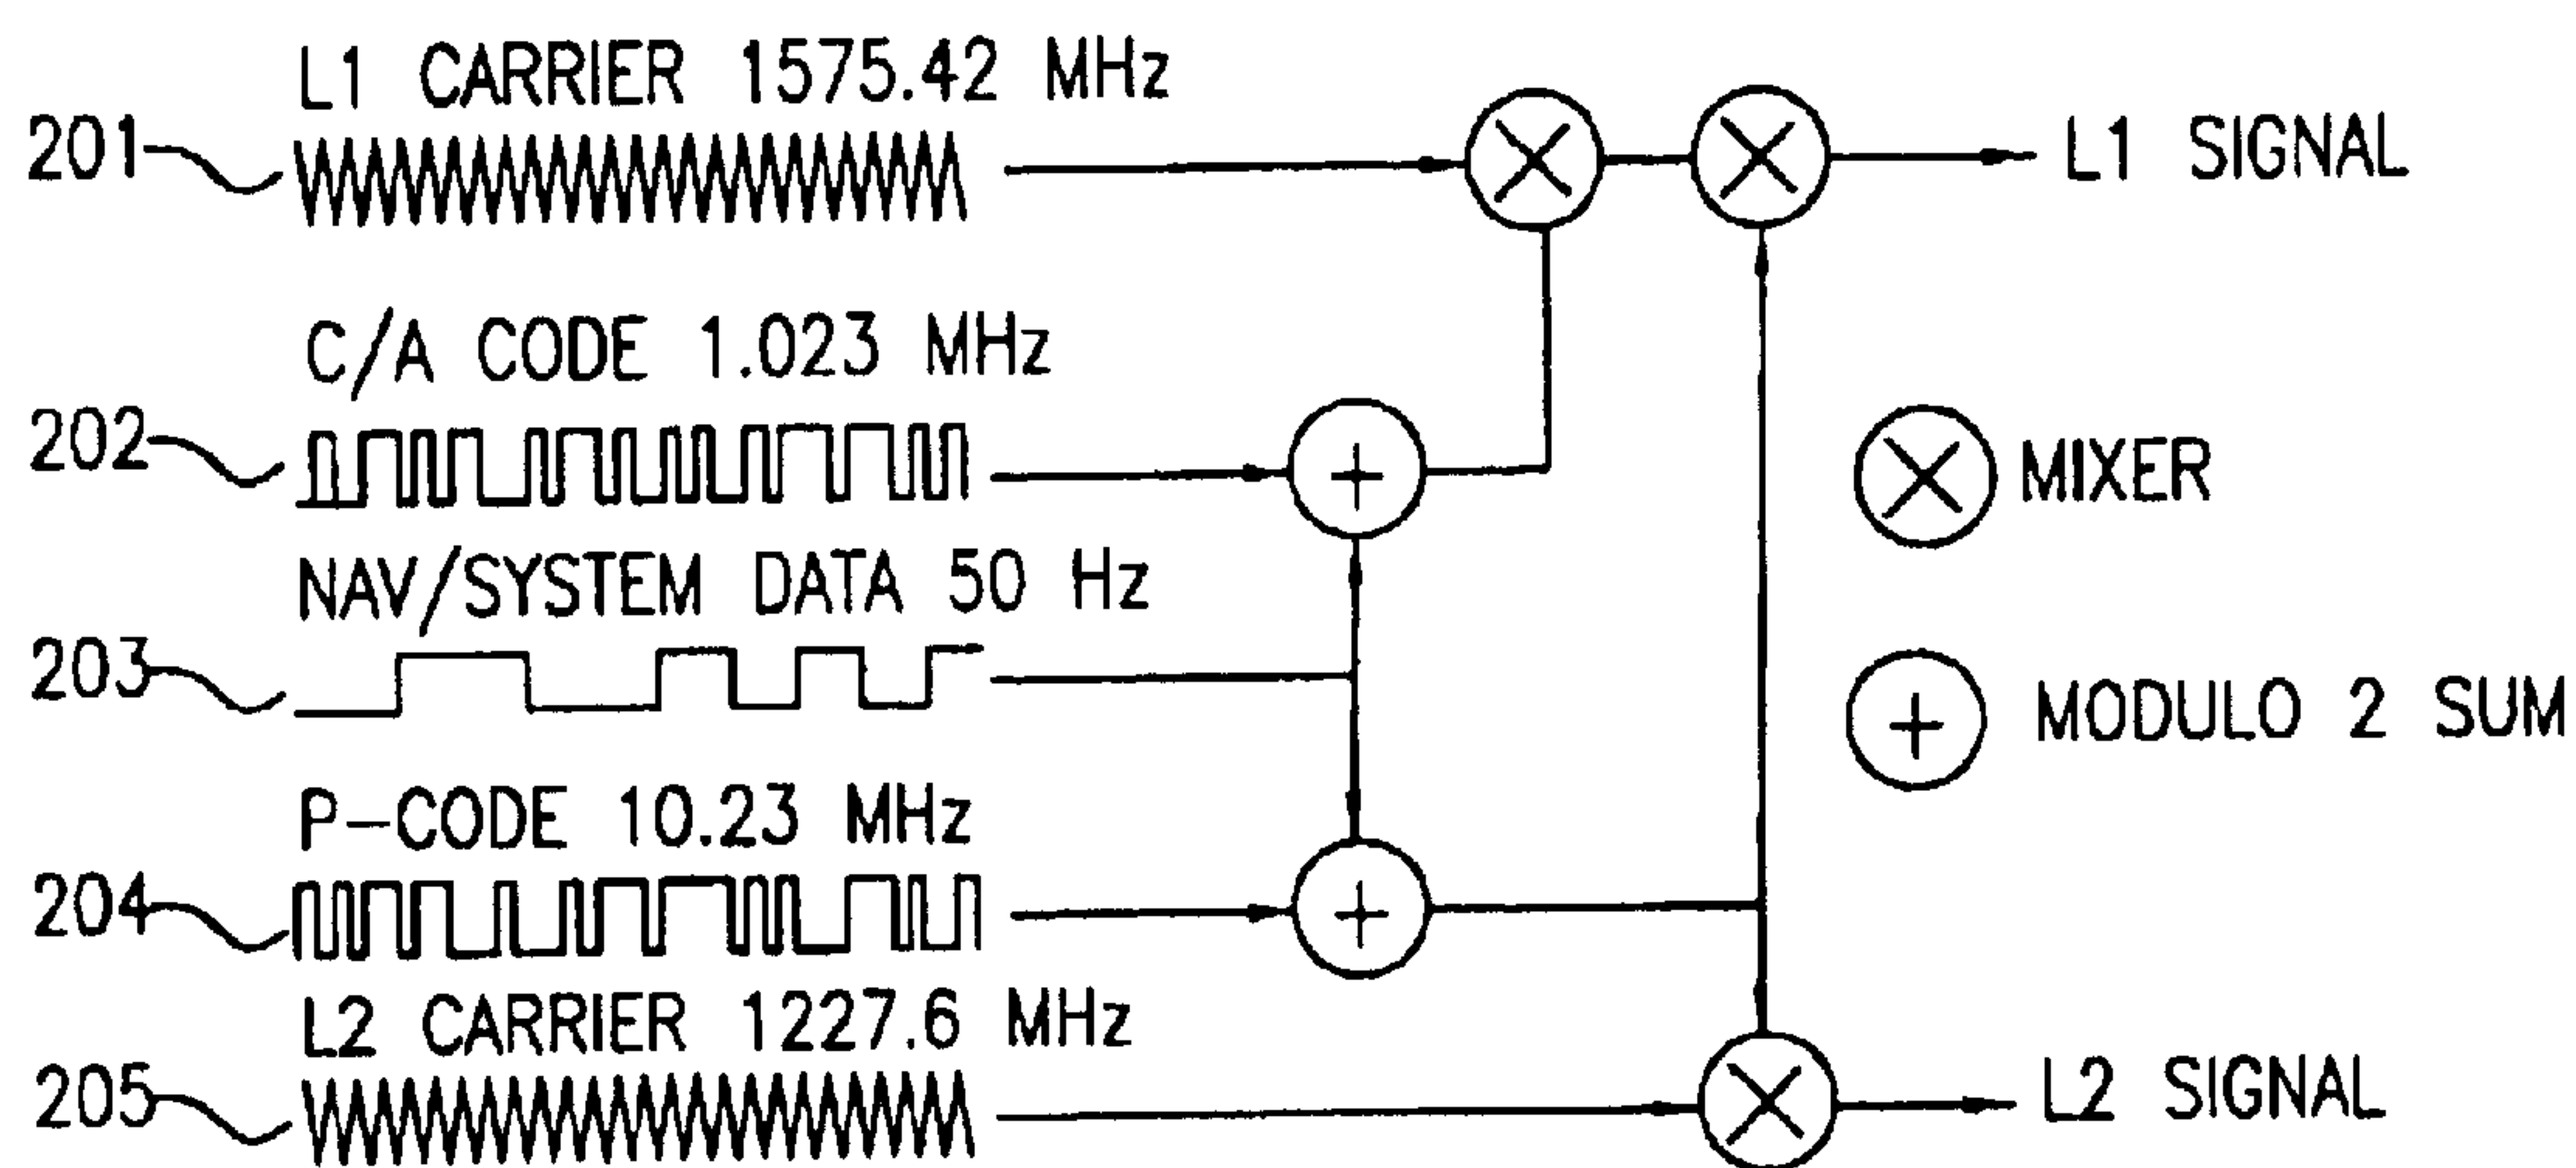 L1 CARRIER 1575.42 MHz
201
L1 SIGNAL
C/A CODE 1.023 MHz
202
MIXER
NAV/SYSTEM DATA 50 Hz
203
MODULO 2 SUM
P-CODE 10.23 MHz
204
L2 CARRIER 1227.6 MHz
205
L2 SIGNAL